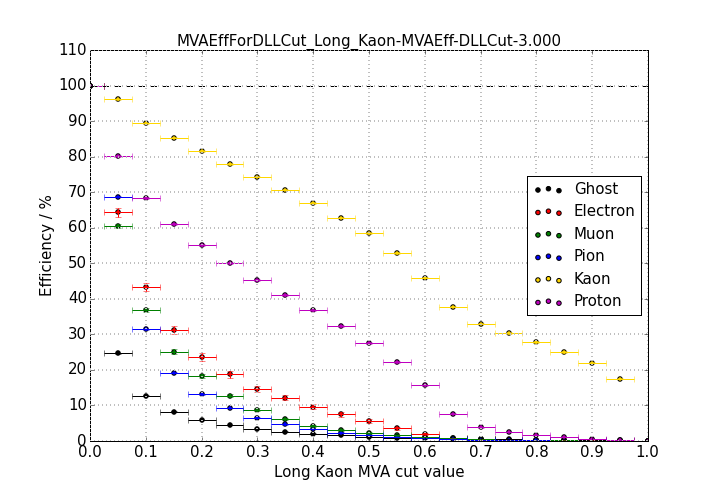 MVAEffForDLLCut_Long_Kaon-MVAEff-DLLCut-3.000
110
100
90
80
70
60
50
40
30
20
10
0
Efficiency / %
Ghost
Electron
Muon
Pion
Kaon
Proton
0.0 0.1 0.2 0.3 0.4 0.5 0.6 0.7 0.8 0.9 1.0
Long Kaon MVA cut value